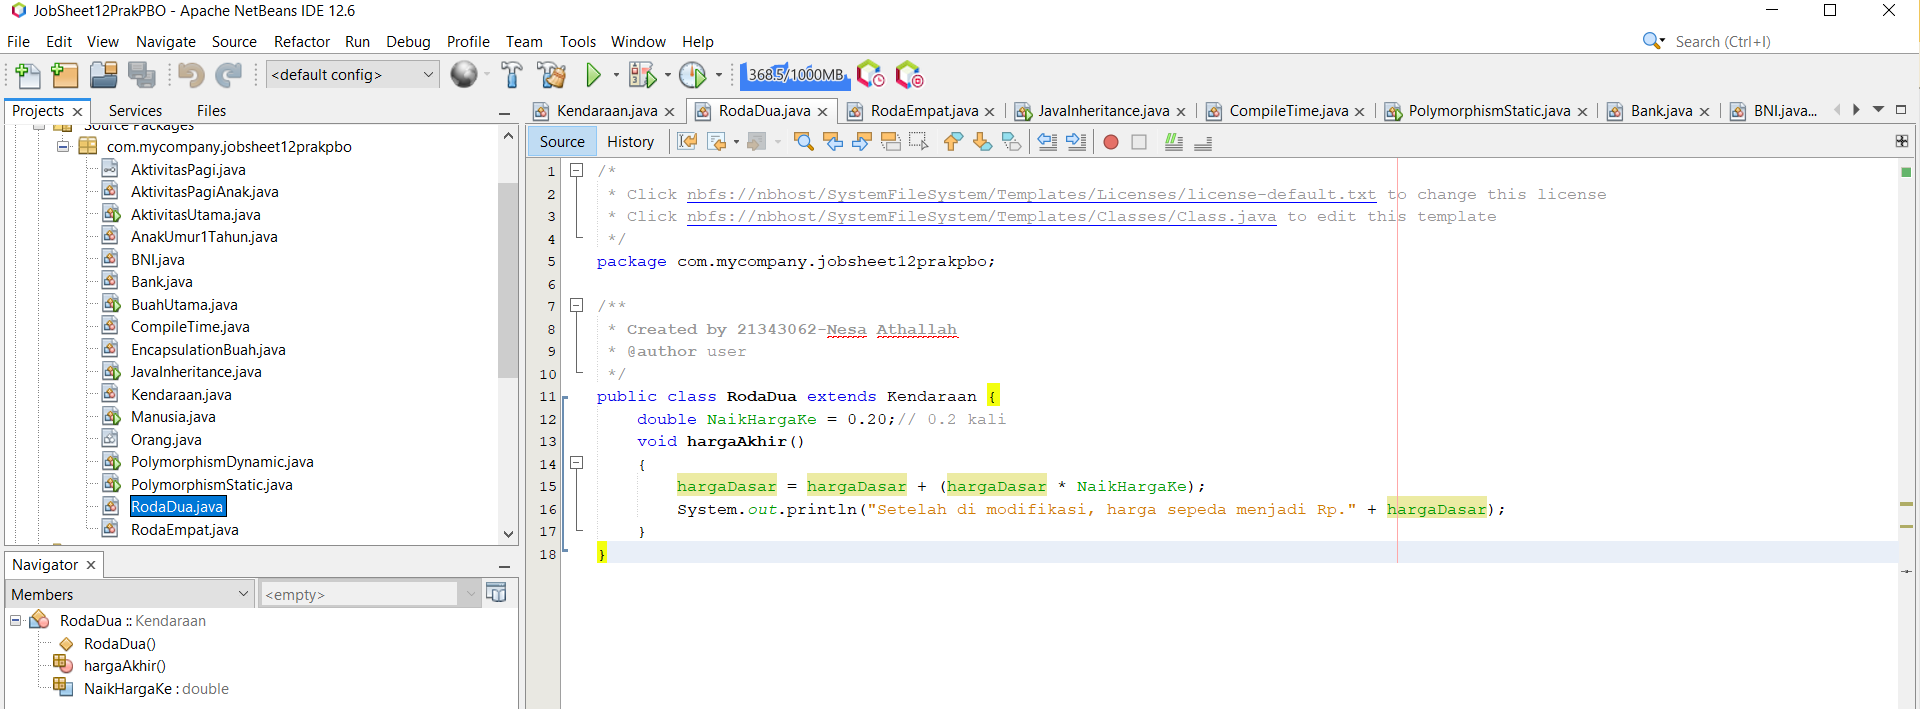 JobSheet12PrakPBO - Apache NetBeans IDE 12.6
File Edit View Navigate Source Refactor Run Debug Profile Team Tools Window Help
Search (Ctrl+I)
<default config>
368.5/1000MB
Projects Services Files
Source Packages
com.mycompany.jobsheet12prakpbo
AktivitasPagi.java
AktivitasPagiAnak.java
AktivitasUtama.java
AnakUmur1Tahun.java
BNI.java
Bank.java
BuahUtama.java
CompileTime.java
EncapsulationBuah.java
JavaInheritance.java
Kendaraan.java
Manusia.java
Orang.java
PolymorphismDynamic.java
PolymorphismStatic.java
RodaDua.java
RodaEmpat.java
Navigator
Members
<empty>
RodaDua :: Kendaraan
RodaDua()
hargaAkhir()
NaikHargaKe : double
Kendaraan.java RodaDua.java RodaEmpat.java JavaInheritance.java CompileTime.java PolymorphismStatic.java Bank.java BNI.java...
Source History
1 /*
2 * Click nbfs://nbhost/SystemFileSystem/Templates/Licenses/license-default.txt to change this license
3 * Click nbfs://nbhost/SystemFileSystem/Templates/Classes/Class.java to edit this template
4 */
5 package com.mycompany.jobsheet12prakpbo;
6
7 /**
8 * Created by 21343062-Nesa Athallah
9 * @author user
10 */
11 public class RodaDua extends Kendaraan {
12 double NaikHargaKe = 0.20;// 0.2 kali
13 void hargaAkhir()
14 {
15 hargaDasar = hargaDasar + (hargaDasar * NaikHargaKe);
16 System.out.println("Setelah di modifikasi, harga sepeda menjadi Rp." + hargaDasar);
17 }
18 }